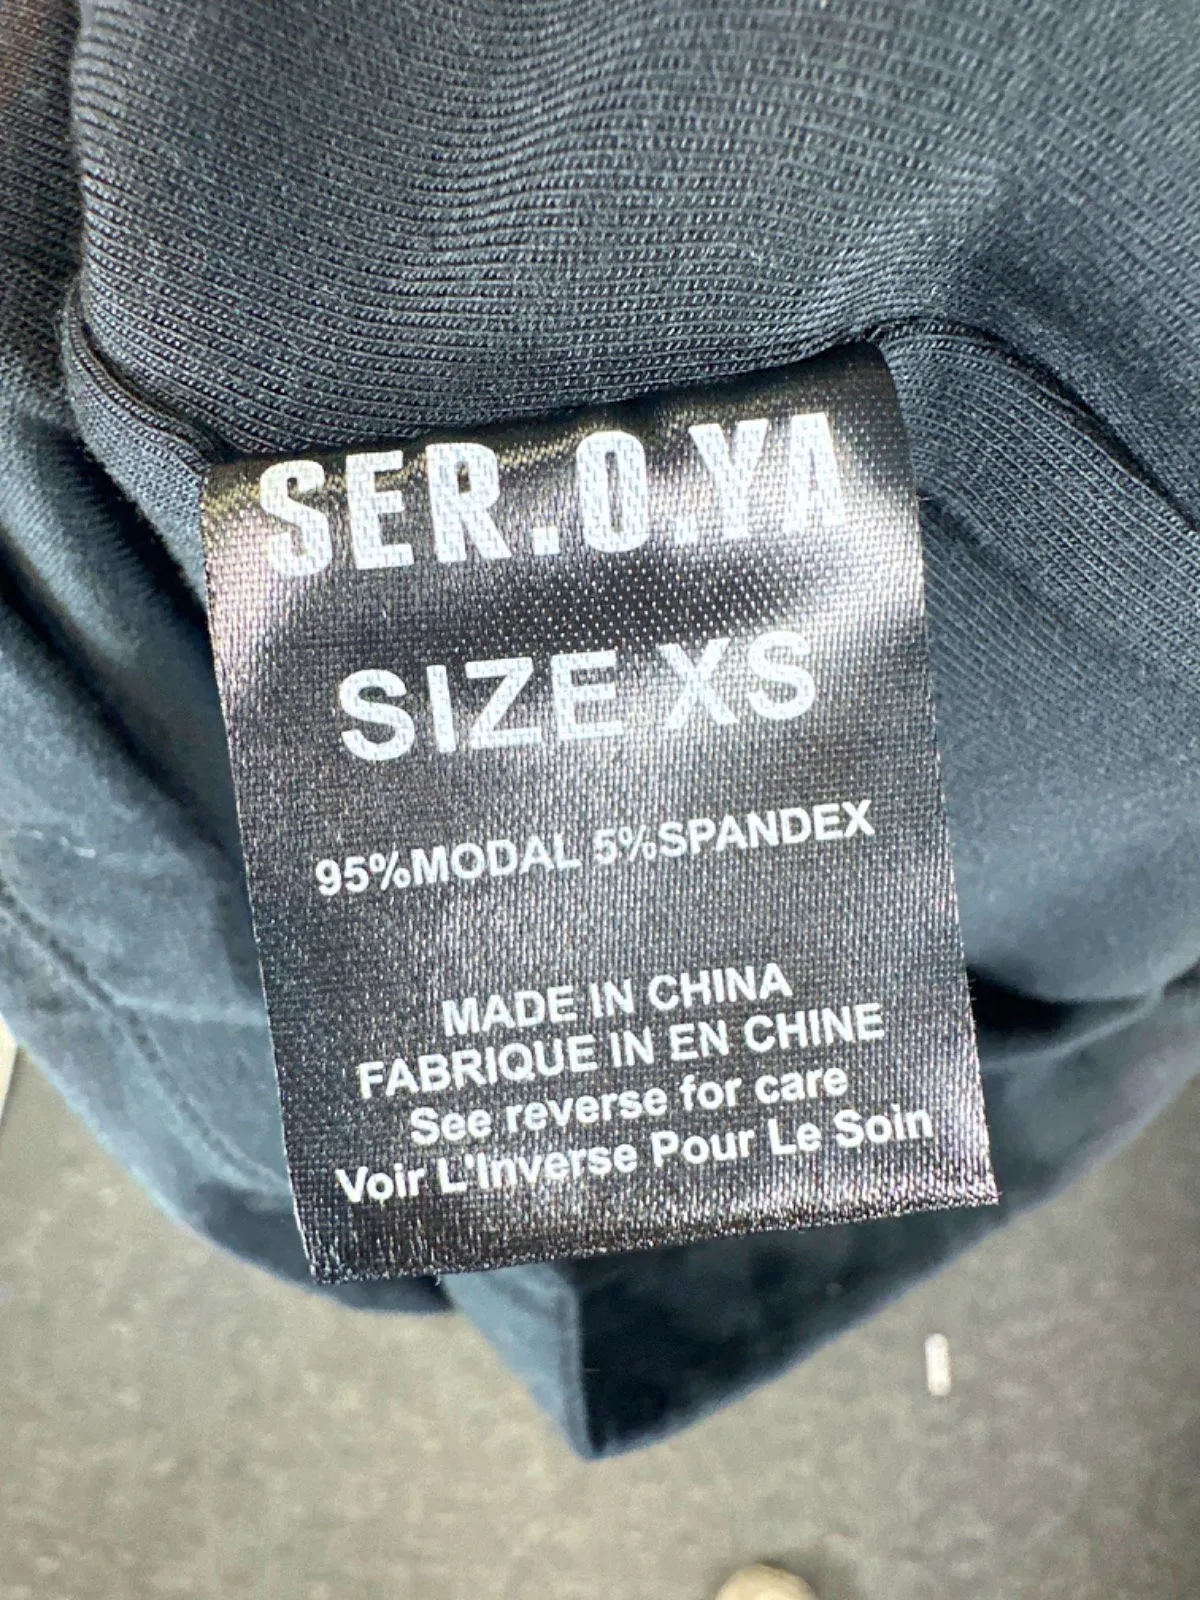 SER.O.YA
SIZE XS
95%MODAL 5%SPANDEX
MADE IN CHINA
FABRIQUE IN EN CHINE
See reverse for care
Voir L'Inverse Pour Le Soin